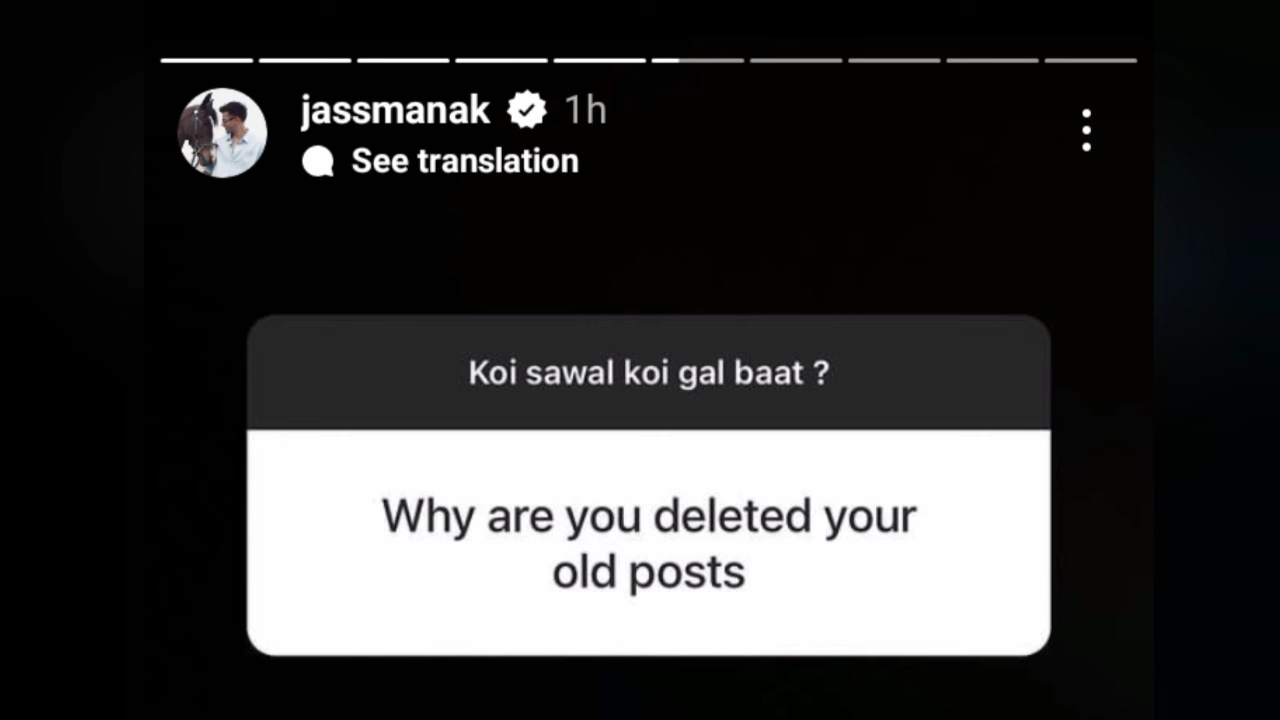 jassmanak 1h
See translation
Koi sawal koi gal baat ?
Why are you deleted your
old posts